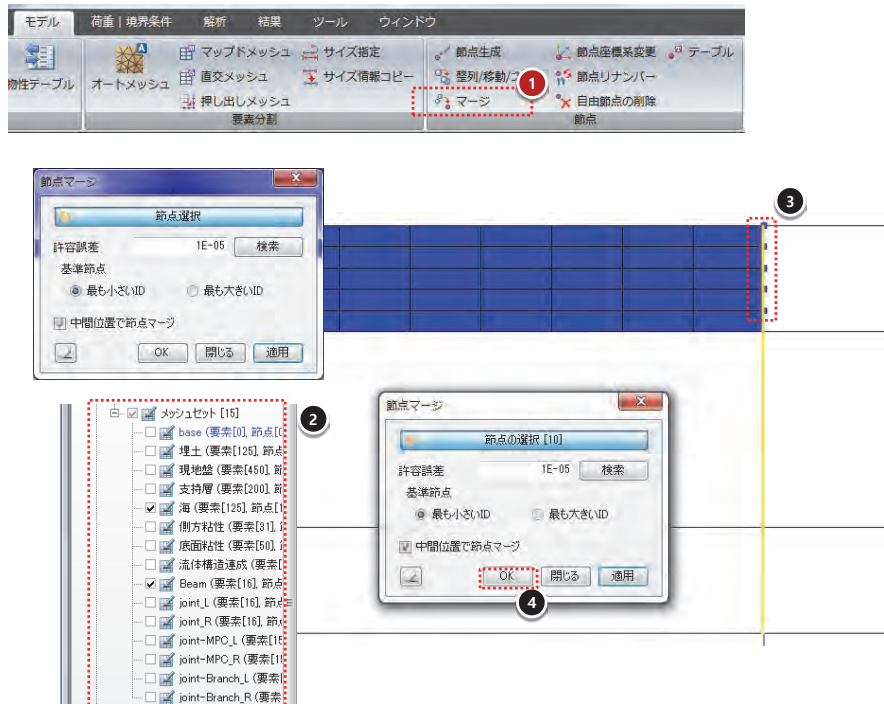 モデル 荷重 | 境界条件 解析 結果 ツール ウィンドウ
マップドメッシュ サイズ指定 節点生成 節点座標系変更 テーブル
物性テーブル オートメッシュ 直交メッシュ サイズ情報コピー 整列/移動/ 1 節点リナンバー
押し出しメッシュ マージ 自由節点の削除
要素分割 節点
節点マージ
節点選択
許容誤差 1E-05 検索
基準節点
最も小さいID 最も大きいID
中間位置で節点マージ
OK 閉じる 適用
3
メッシュセット [15]
2
base (要素[0], 節点[0
埋土 (要素[125], 節点
現地盤 (要素[450], 節
支持層 (要素[200], 節
海 (要素[125], 節点[1
側方粘性 (要素[31],
底面粘性 (要素[50],
流体構造連成 (要素[
Beam (要素[16], 節点
joint_L (要素[16], 節点
joint_R (要素[16], 節点
joint-MPC_L (要素[15
joint-MPC_R (要素[1
joint-Branch_L (要素[
joint-Branch_R (要素
節点マージ
節点の選択 [10]
許容誤差 1E-05 検索
基準節点
最も小さいID 最も大きいID
中間位置で節点マージ
OK 閉じる 適用
4